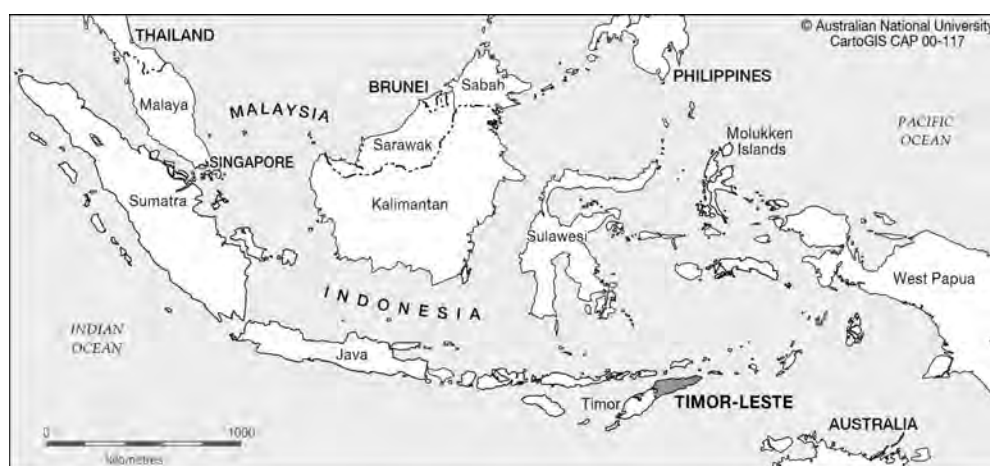 © Australian National University
CartoGIS CAP 00-117
THAILAND
PHILIPPINES
BRUNEI
Sabah
Malaya
MALAYSIA
PACIFIC
OCEAN
Molukken
Islands
Sarawak
SINGAPORE
Sumatra
Kalimantan
Sulawesi
West Papua
INDONESIA
INDIAN
OCEAN
Java
Timor
TIMOR-LESTE
AUSTRALIA
0
1000
kilometres